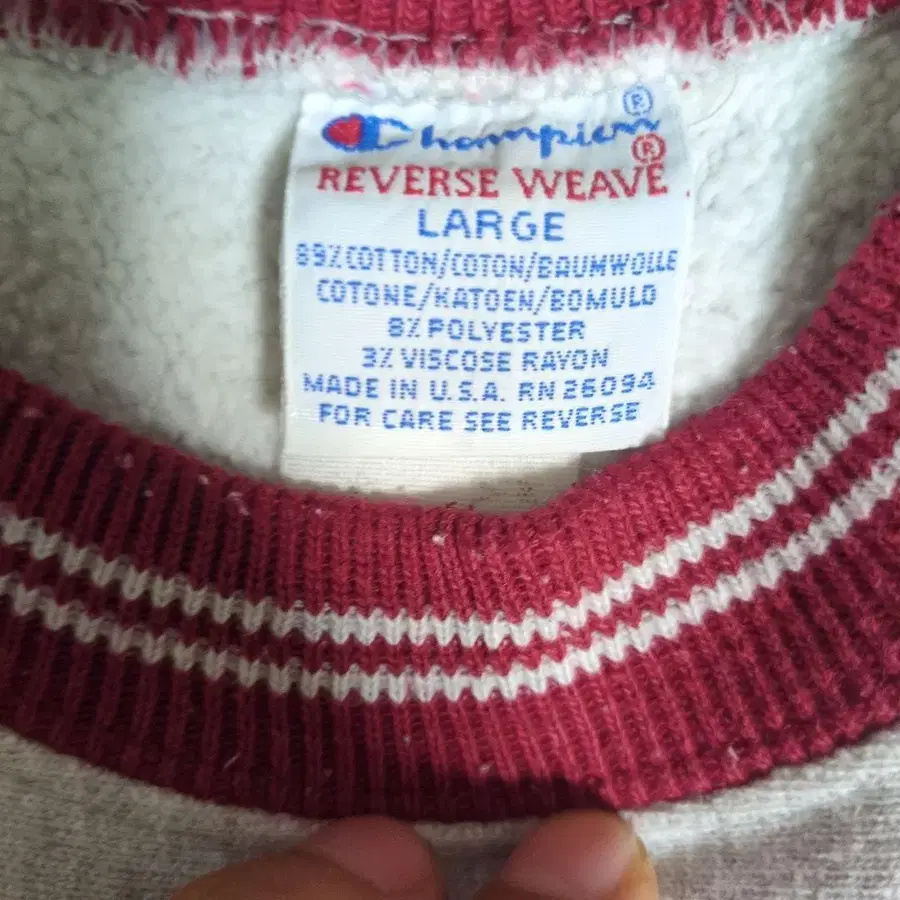 Champion®
REVERSE WEAVE®
LARGE
89% COTTON/COTON/BAUMWOLLE
COTONE/KATOEN/BOMULD
8% POLYESTER
3% VISCOSE RAYON
MADE IN U.S.A. RN 26094
FOR CARE SEE REVERSE